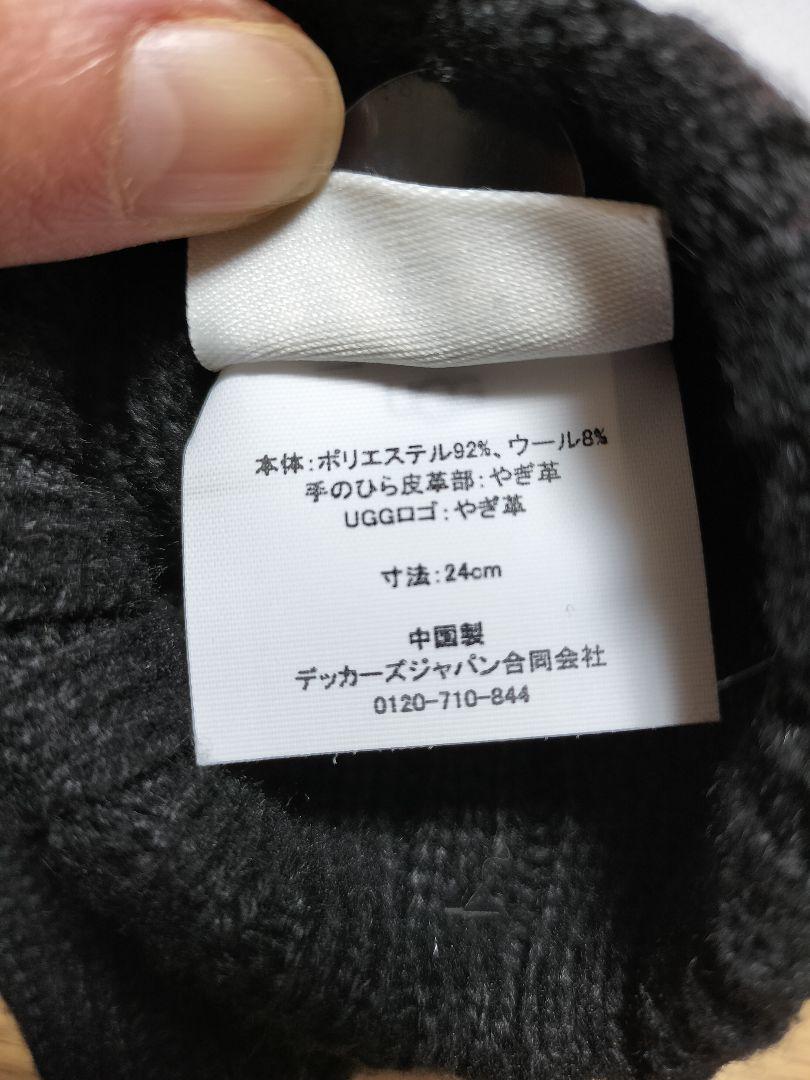 本体：ポリエステル92%、ウール8%
手のひら皮革部：やぎ革
UGGロゴ：やぎ革
寸法：24cm
中国製
デッカーズジャパン合同会社
0120-710-844